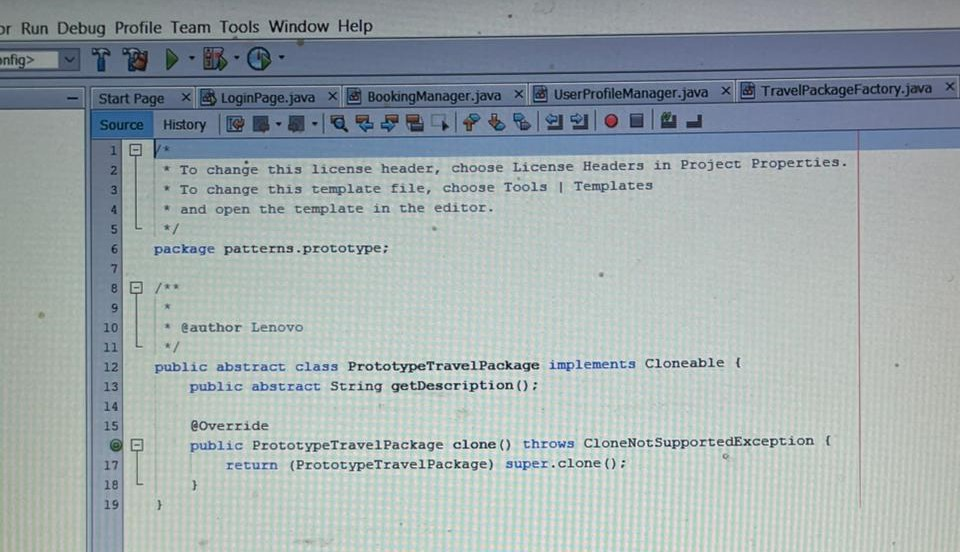 or Run Debug Profile Team Tools Window Help
onfig>
Start Page LoginPage.java BookingManager.java UserProfileManager.java TravelPackageFactory.java
Source History
1 /*
2 * To change this license header, choose License Headers in Project Properties.
3 * To change this template file, choose Tools | Templates
4 * and open the template in the editor.
5 */
6 package patterns.prototype;
7
8 /**
9 *
10 * @author Lenovo
11 */
12 public abstract class PrototypeTravelPackage implements Cloneable {
13 public abstract String getDescription();
14
15 @Override
public PrototypeTravelPackage clone() throws CloneNotSupportedException {
17 return (PrototypeTravelPackage) super.clone();
18 }
19 }